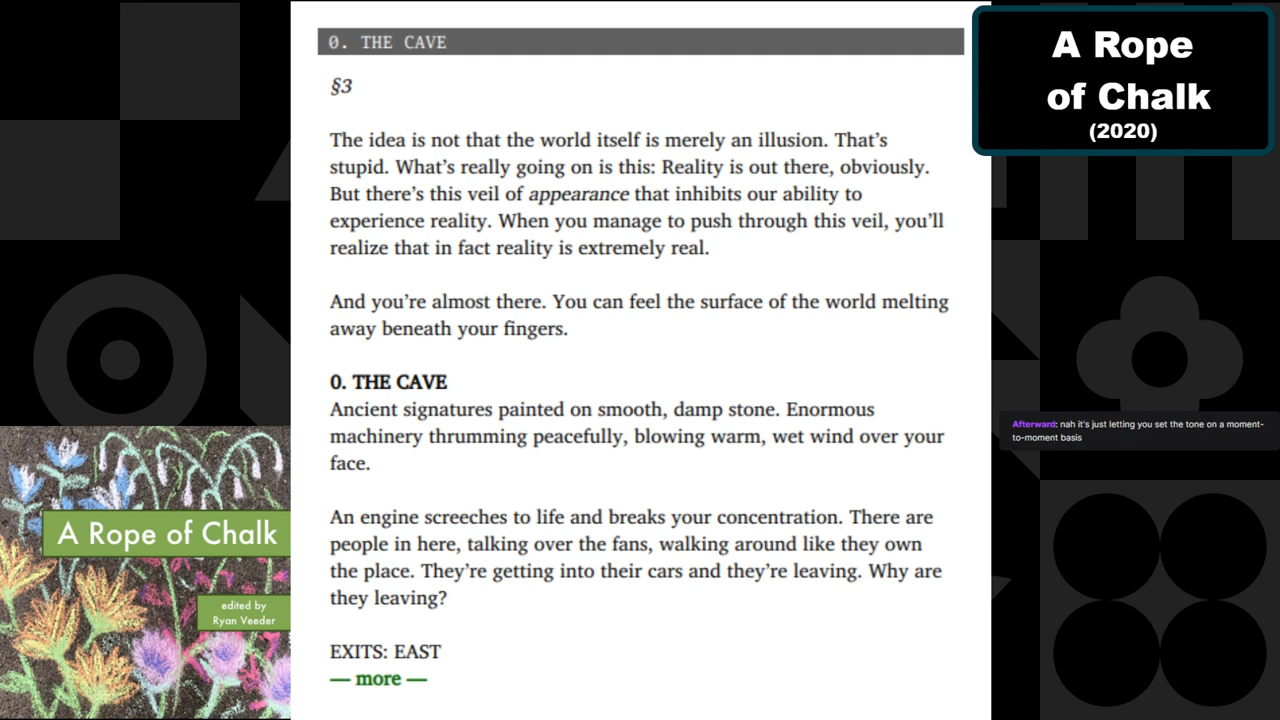 0. THE CAVE
§3
The idea is not that the world itself is merely an illusion. That’s
stupid. What’s really going on is this: Reality is out there, obviously.
But there’s this veil of appearance that inhibits our ability to
experience reality. When you manage to push through this veil, you’ll
realize that in fact reality is extremely real.
And you’re almost there. You can feel the surface of the world melting
away beneath your fingers.
0. THE CAVE
Ancient signatures painted on smooth, damp stone. Enormous
machinery thrumming peacefully, blowing warm, wet wind over your
face.
An engine screeches to life and breaks your concentration. There are
people in here, talking over the fans, walking around like they own
the place. They’re getting into their cars and they’re leaving. Why are
they leaving?
EXITS: EAST
— more —
A Rope
of Chalk
(2020)
Afterward: nah it's just letting you set the tone on a moment-
to-moment basis
A Rope of Chalk
edited by
Ryan Veeder